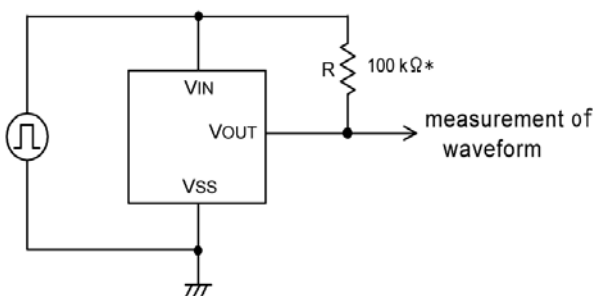 VIN
R 100 kΩ*
VOUT
measurement of
waveform
VSS